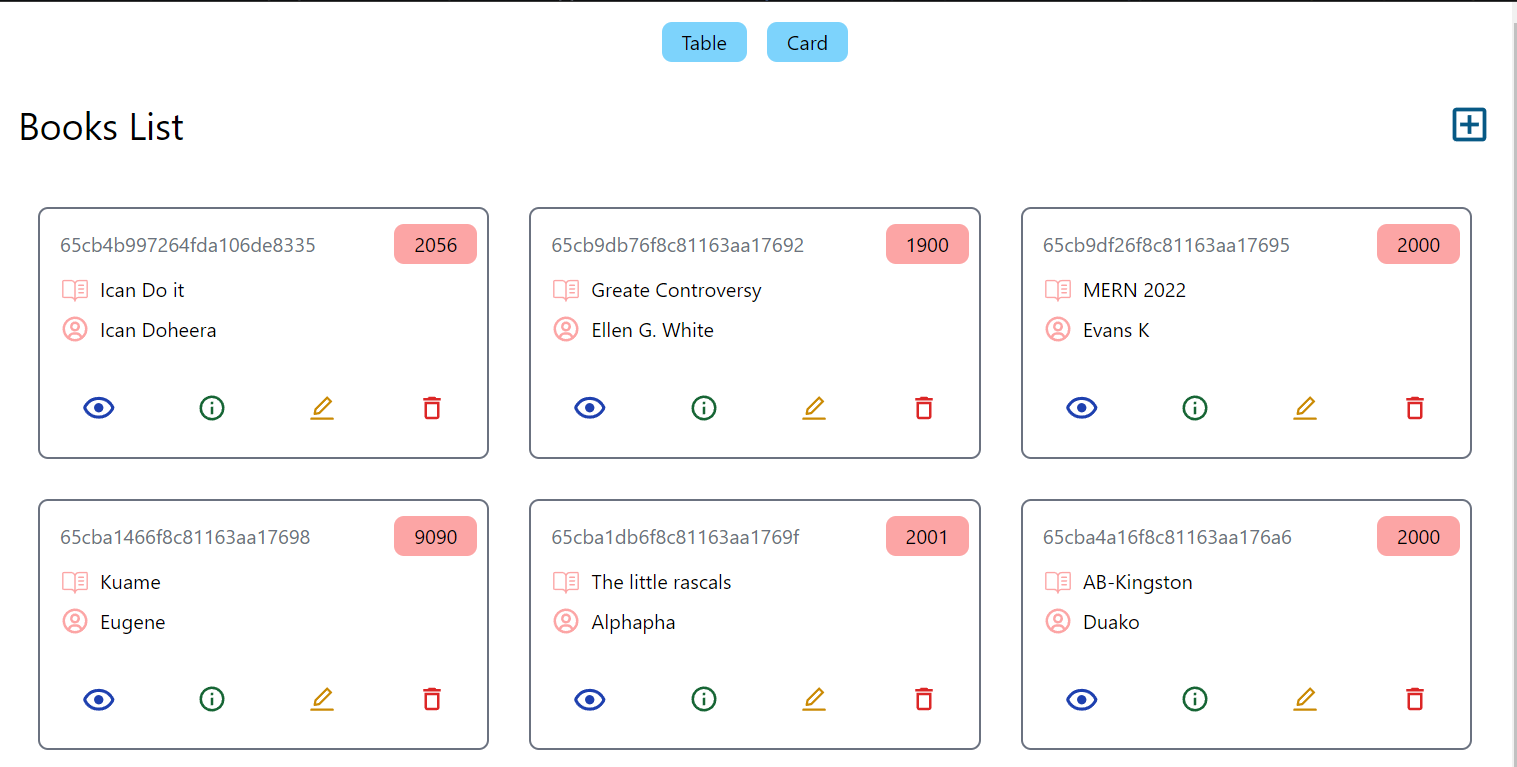 Table Card
Books List
65cb4b997264fda106de8335 2056
Ican Do it
Ican Doheera
65cb9db76f8c81163aa17692 1900
Greate Controversy
Ellen G. White
65cb9df26f8c81163aa17695 2000
MERN 2022
Evans K
65cba1466f8c81163aa17698 9090
Kuame
Eugene
65cba1db6f8c81163aa1769f 2001
The little rascals
Alphapha
65cba4a16f8c81163aa176a6 2000
AB-Kingston
Duako